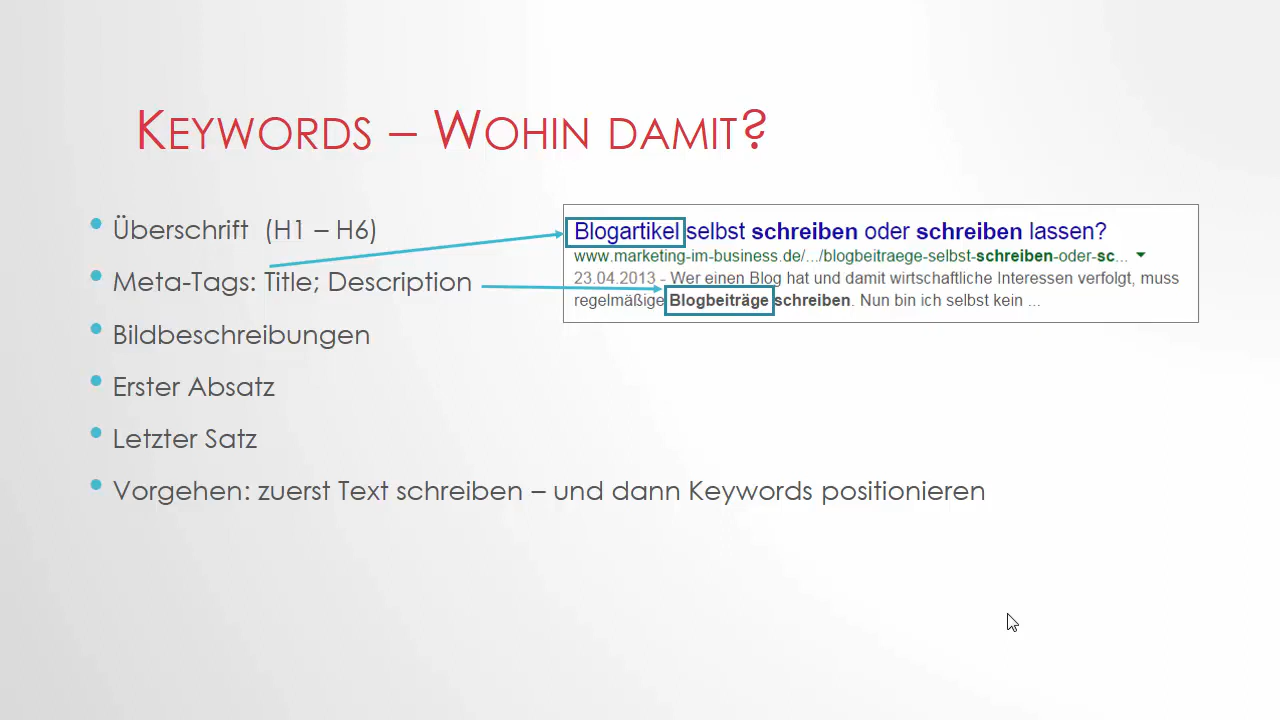 Keywords – Wohin damit?
Überschrift (H1 – H6)
Meta-Tags: Title; Description
Bildbeschreibungen
Erster Absatz
Letzter Satz
Vorgehen: zuerst Text schreiben – und dann Keywords positionieren
Blogartikel selbst schreiben oder schreiben lassen?
www.marketing-im-business.de/.../blogbeitraege-selbst-schreiben-oder-sc...
23.04.2013 - Wer einen Blog hat und damit wirtschaftliche Interessen verfolgt, muss
regelmäßige Blogbeiträge schreiben. Nun bin ich selbst kein ...